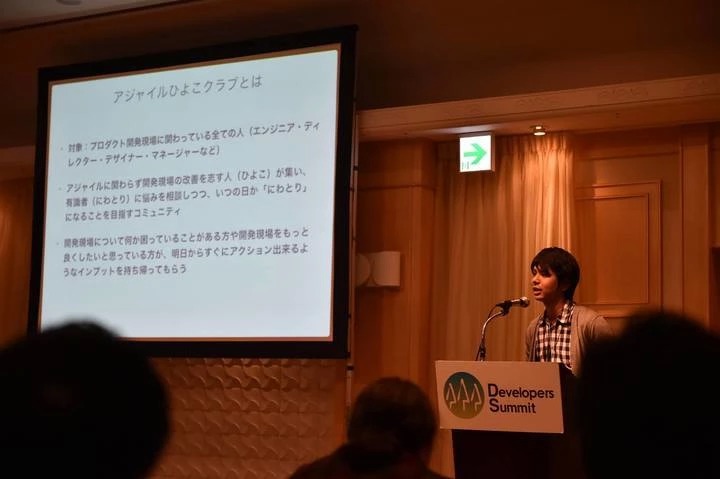 アジャイルひよこクラブとは
・ 対象：プロダクト開発現場に関わっている全ての人（エンジニア・ディ
レクター・デザイナー・マネージャーなど）
・ アジャイルに関わらず開発現場の改善を志す人（ひよこ）が集い、
有識者（にわとり）に悩みを相談しつつ、いつの日か「にわとり」
になることを目指すコミュニティ
・ 開発現場について何か困っていることがある方や開発現場をもっと
良くしたいと思っている方が、明日からすぐにアクション出来るよ
うなインプットを持ち帰ってもらう
Developers
Summit